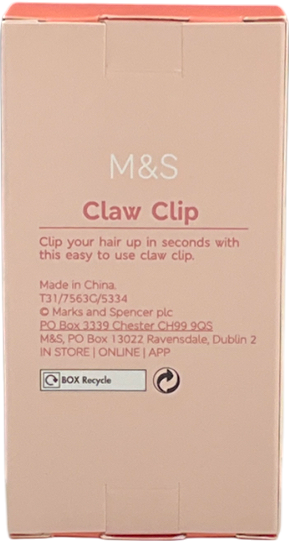 M&S
Claw Clip
Clip your hair up in seconds with
this easy to use claw clip.
Made in China.
T31/7563G/5334
© Marks and Spencer plc
PO Box 3339 Chester CH99 9QS
M&S, PO Box 13022 Ravensdale, Dublin 2
IN STORE | ONLINE | APP
BOX Recycle